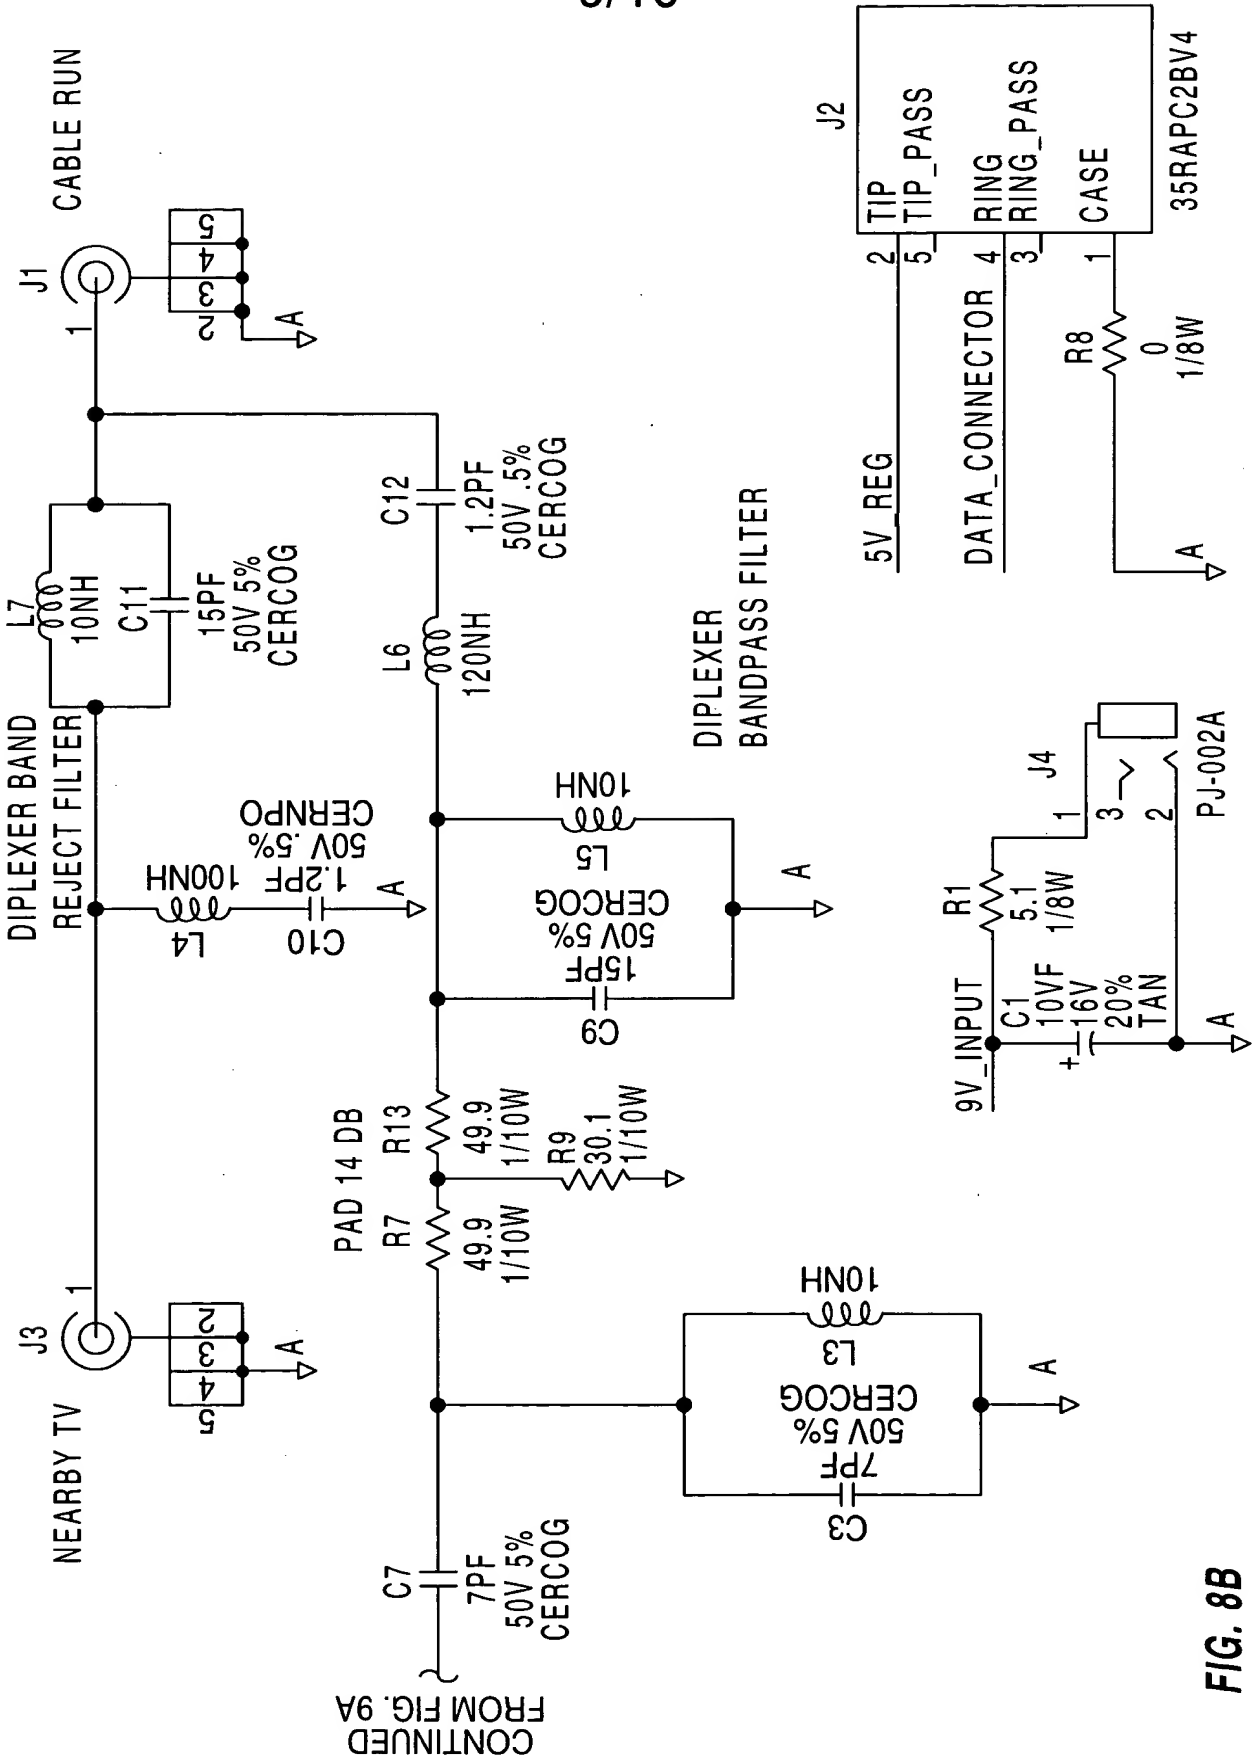 CABLE RUN
J1
1
2
3
4
5
A
L7
10NH
C11
15PF
50V 5%
CERCOG
DIPLEXER BAND
REJECT FILTER
L4
100NH
C10
1.2PF
50V .5%
CERNPO
A
J3
1
2
3
4
5
A
NEARBY TV
C12
1.2PF
50V .5%
CERCOG
L6
120NH
DIPLEXER
BANDPASS FILTER
L5
10NH
C9
15PF
50V 5%
CERCOG
A
PAD 14 DB
R13
49.9
1/10W
R9
30.1
1/10W
R7
49.9
1/10W
L3
10NH
C3
7PF
50V 5%
CERCOG
A
C7
7PF
50V 5%
CERCOG
CONTINUED
FROM FIG. 9A
J2
2 TIP
5 TIP_PASS
4 RING
3 RING_PASS
1 CASE
35RAPC2BV4
5V_REG
DATA_CONNECTOR
R8
0
1/8W
A
J4
1
3
2
PJ-002A
R1
5.1
1/8W
9V_INPUT
C1
10VF
16V
20%
TAN
+
A
FIG. 8B